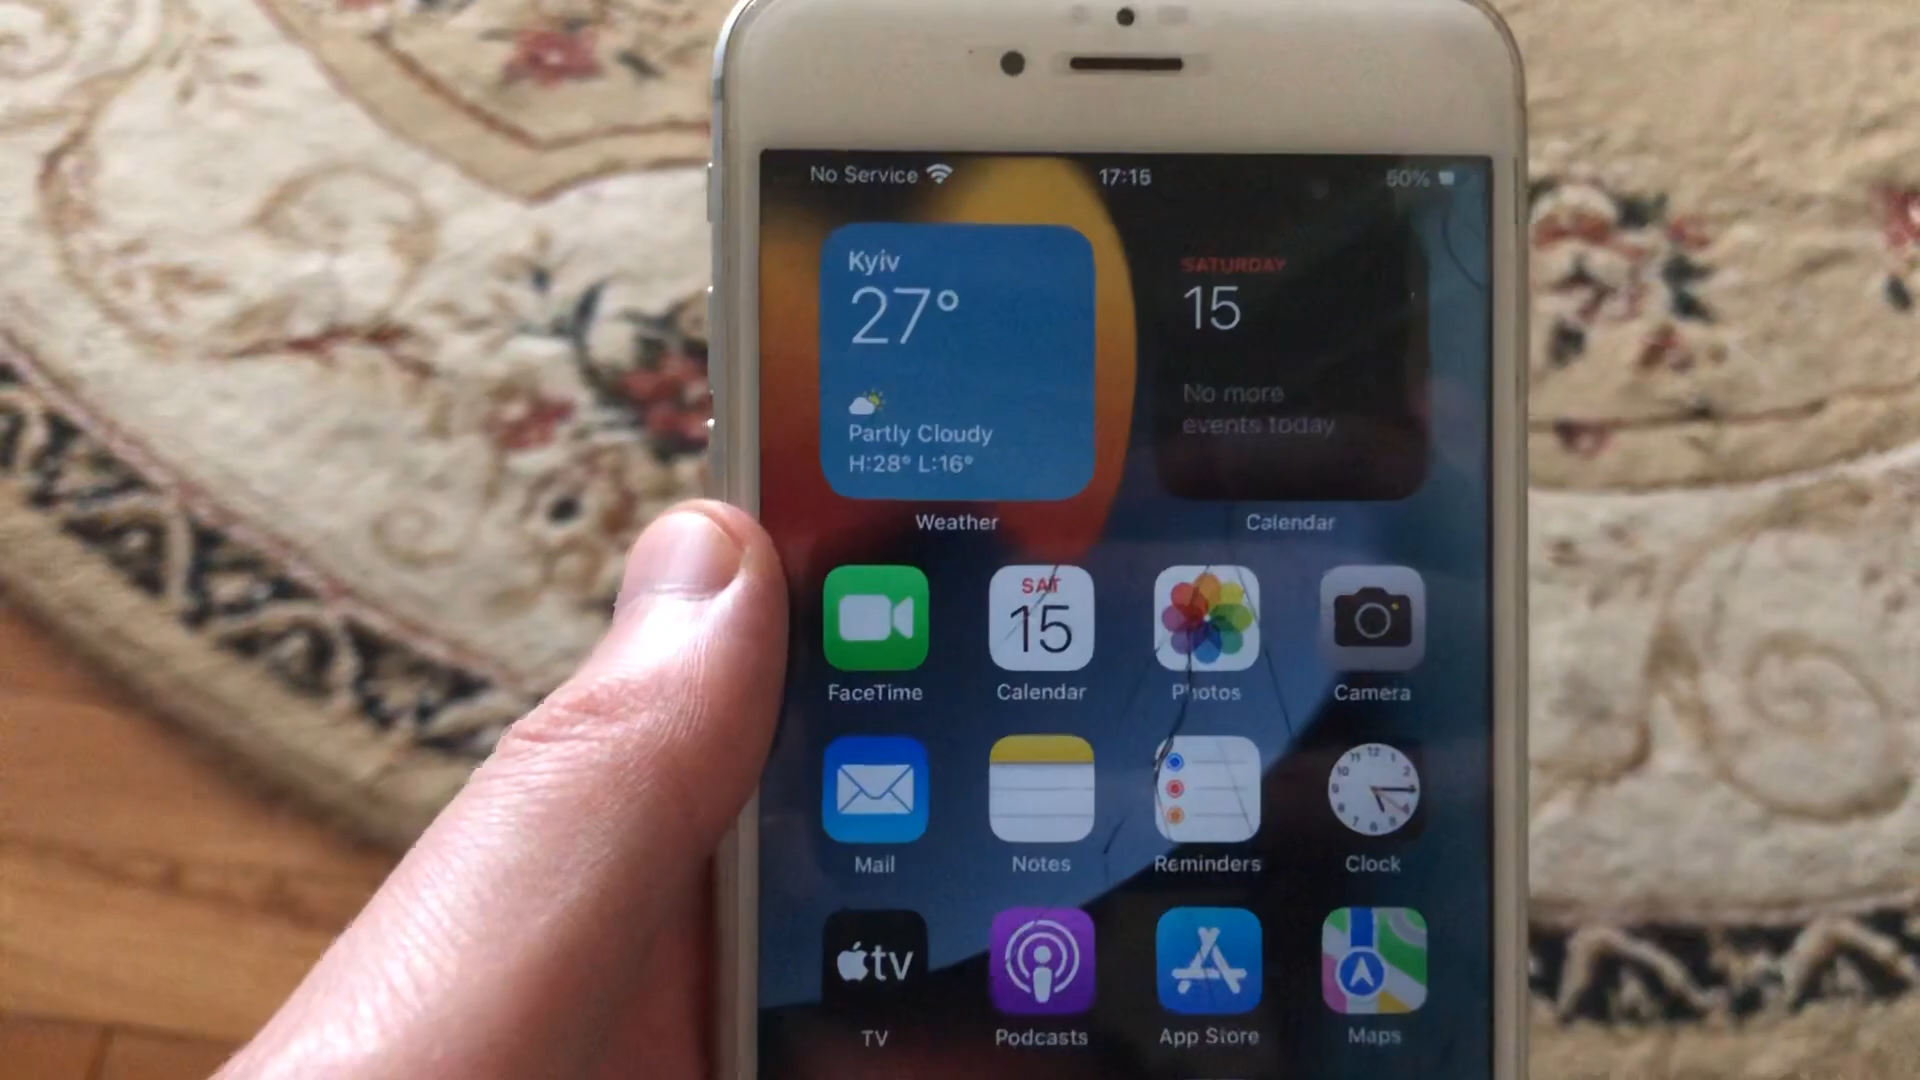 No Service 17:15 50%
Kyiv
27°
Partly Cloudy
H:28° L:16°
Weather
SATURDAY
15
No more
events today
Calendar
SAT
15
FaceTime Calendar Photos Camera
Mail Notes Reminders Clock
tv
TV Podcasts App Store Maps